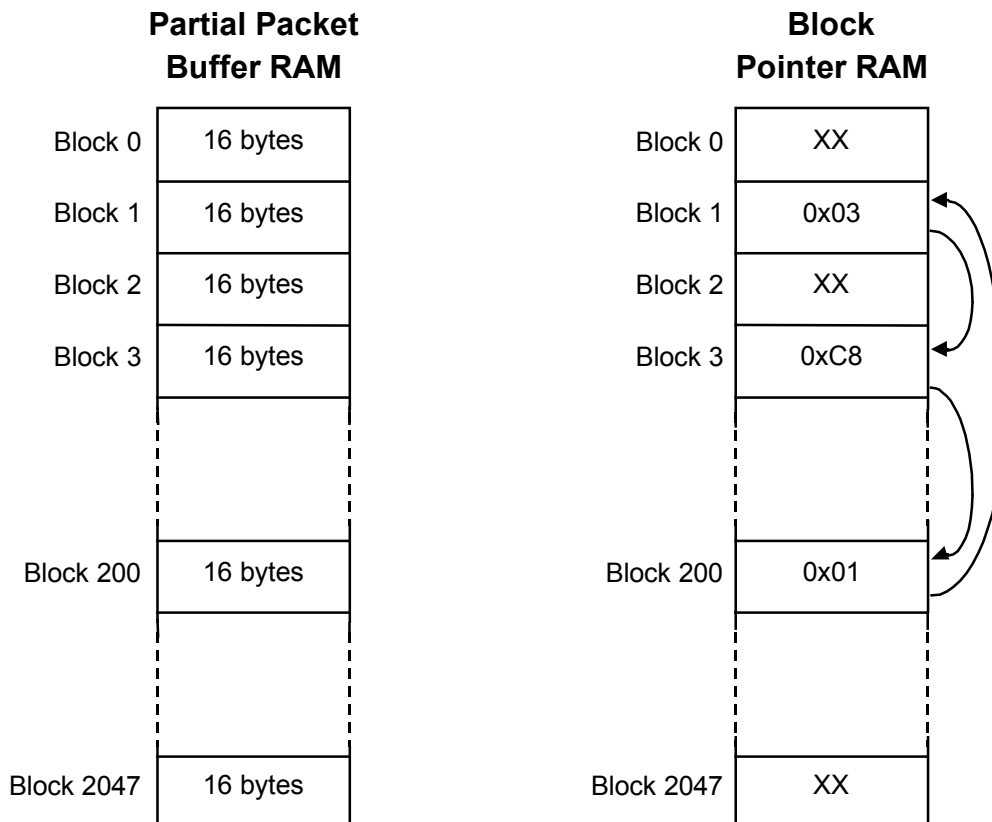 Partial Packet
Buffer RAM
Block 0 16 bytes
Block 1 16 bytes
Block 2 16 bytes
Block 3 16 bytes
Block 200 16 bytes
Block 2047 16 bytes
Block
Pointer RAM
Block 0 XX
Block 1 0x03
Block 2 XX
Block 3 0xC8
Block 200 0x01
Block 2047 XX